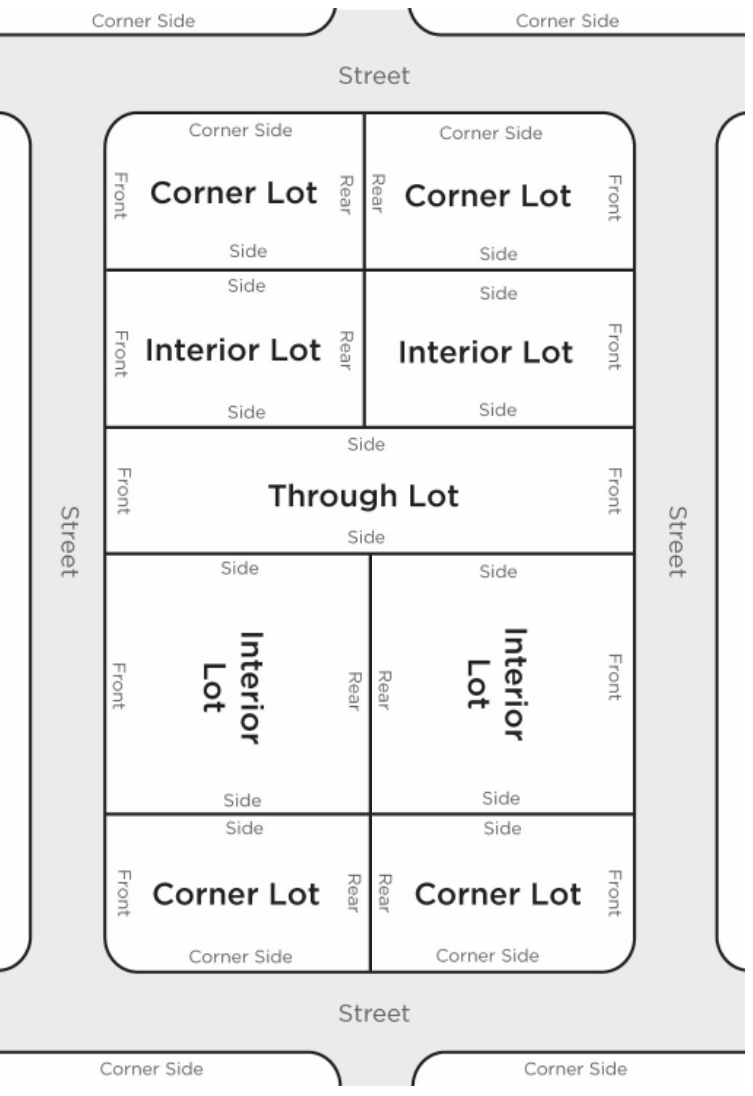 Corner Side
Corner Side
Street
Corner Side
Corner Side
Front
Corner Lot
Rear
Rear
Corner Lot
Front
Side
Side
Side
Side
Front
Interior Lot
Rear
Interior Lot
Front
Side
Side
Side
Front
Through Lot
Front
Side
Street
Street
Side
Side
Front
Interior
Lot
Rear
Rear
Interior
Lot
Front
Side
Side
Side
Side
Front
Corner Lot
Rear
Rear
Corner Lot
Front
Corner Side
Corner Side
Street
Corner Side
Corner Side